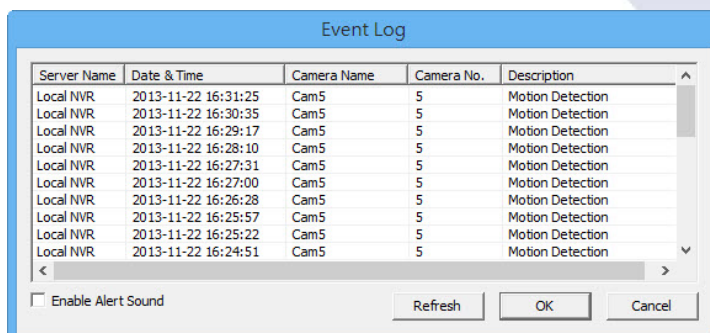 Event Log
Server Name Date & Time Camera Name Camera No. Description
Local NVR 2013-11-22 16:31:25 Cam5 5 Motion Detection
Local NVR 2013-11-22 16:30:35 Cam5 5 Motion Detection
Local NVR 2013-11-22 16:29:17 Cam5 5 Motion Detection
Local NVR 2013-11-22 16:28:10 Cam5 5 Motion Detection
Local NVR 2013-11-22 16:27:31 Cam5 5 Motion Detection
Local NVR 2013-11-22 16:27:00 Cam5 5 Motion Detection
Local NVR 2013-11-22 16:26:28 Cam5 5 Motion Detection
Local NVR 2013-11-22 16:25:57 Cam5 5 Motion Detection
Local NVR 2013-11-22 16:25:22 Cam5 5 Motion Detection
Local NVR 2013-11-22 16:24:51 Cam5 5 Motion Detection
Enable Alert Sound Refresh OK Cancel